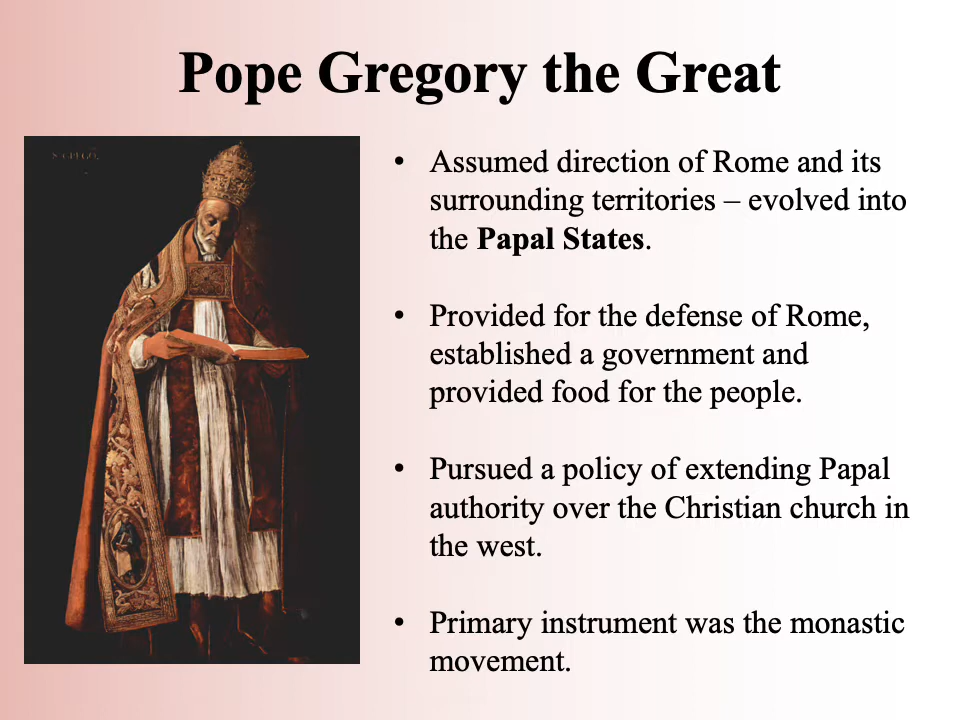 Pope Gregory the Great
S. GREGO.
• Assumed direction of Rome and its
surrounding territories – evolved into
the Papal States.
• Provided for the defense of Rome,
established a government and
provided food for the people.
• Pursued a policy of extending Papal
authority over the Christian church in
the west.
• Primary instrument was the monastic
movement.